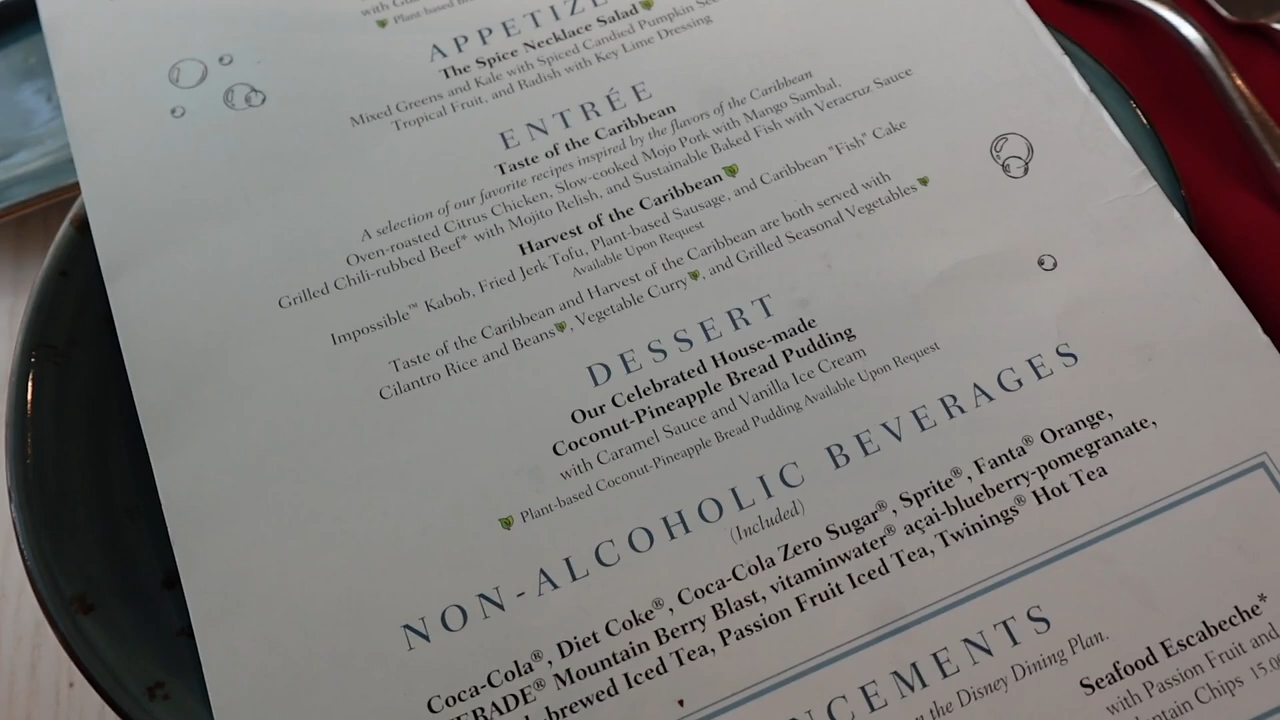 with
Plant-based
APPETIZE
The Spice Necklace Salad
Mixed Greens and Kale with Spiced Candied Pumpkin
Tropical Fruit, and Radish with Key Lime Dressing
ENTRÉE
Taste of the Caribbean
A selection of our favorite recipes inspired by the flavors of the Caribbean
Oven-roasted Citrus Chicken, Slow-cooked Mojo Pork with Mango Sambal,
Grilled Chili-rubbed Beef* with Mojito Relish, and Sustainable Baked Fish with Veracruz Sauce
Harvest of the Caribbean
Impossible™ Kabob, Fried Jerk Tofu, Plant-based Sausage, and Caribbean "Fish" Cake
Available Upon Request
Taste of the Caribbean and Harvest of the Caribbean are both served with
Cilantro Rice and Beans, Vegetable Curry, and Grilled Seasonal Vegetables
DESSERT
Our Celebrated House-made
Coconut-Pineapple Bread Pudding
with Caramel Sauce and Vanilla Ice Cream
Plant-based Coconut-Pineapple Bread Pudding Available Upon Request
NON-ALCOHOLIC BEVERAGES
(Included)
Coca-Cola®, Diet Coke®, Coca-Cola Zero Sugar®, Sprite®, Fanta® Orange,
ERADE® Mountain Berry Blast, vitaminwater® açai-blueberry-pomegranate,
brewed Iced Tea, Passion Fruit Iced Tea, Twinings® Hot Tea
NCEMENTS
the Disney Dining Plan.
Seafood Escabeche*
with Passion Fruit and
ntain Chips 15.0